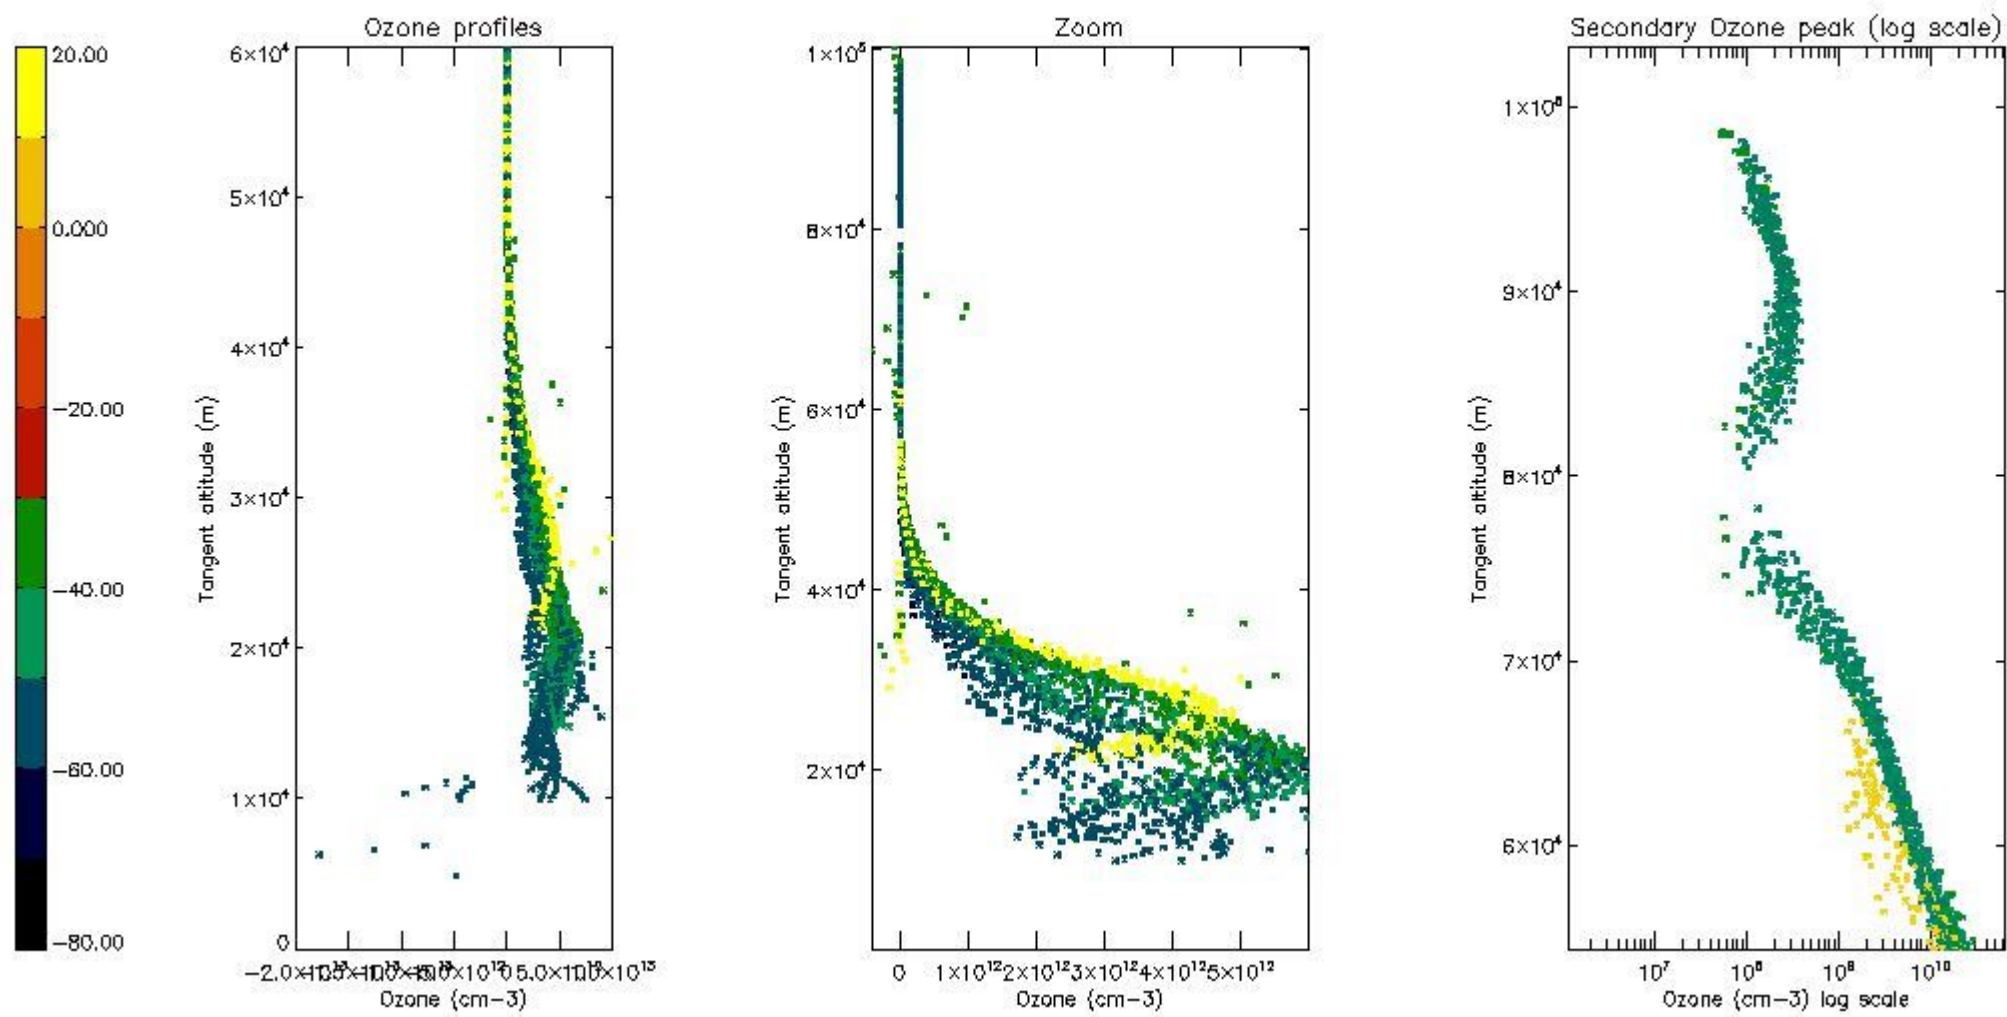 Ozone profiles
Zoom
Secondary Ozone peak (log scale)
20.00
0.000
−20.00
−40.00
−60.00
−80.00
6×10⁴
5×10⁴
4×10⁴
3×10⁴
2×10⁴
1×10⁴
0
Tangent altitude (m)
5.0×10¹²
Ozone (cm−3)
1×10⁵
8×10⁴
6×10⁴
4×10⁴
2×10⁴
Tangent altitude (m)
0 1×10¹² 2×10¹² 3×10¹² 4×10¹² 5×10¹²
Ozone (cm−3)
1×10⁵
9×10⁴
8×10⁴
7×10⁴
6×10⁴
Tangent altitude (m)
10⁷ 10⁸ 10⁹ 10¹⁰
Ozone (cm−3) log scale